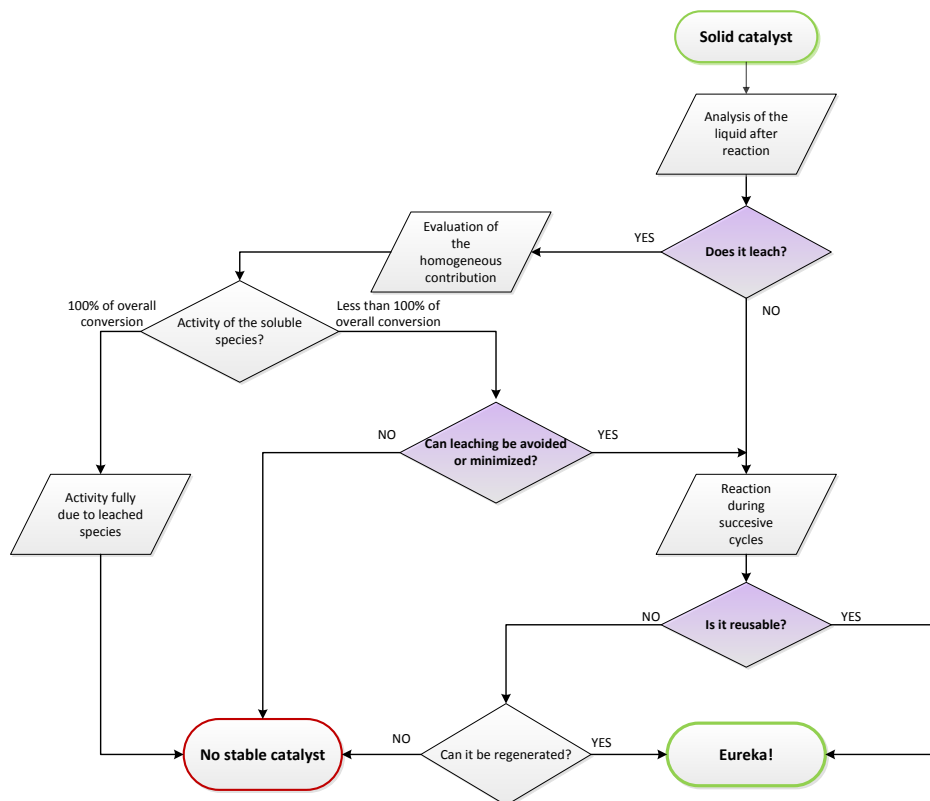 Solid catalyst
Analysis of the
liquid after
reaction
Does it leach?
YES
NO
Evaluation of
the
homogeneous
contribution
Activity of the soluble
species?
100% of overall
conversion
Less than 100% of
overall conversion
Can leaching be avoided
or minimized?
NO
YES
Activity fully
due to leached
species
Reaction
during
succesive
cycles
Is it reusable?
NO
YES
Can it be regenerated?
NO
YES
No stable catalyst
Eureka!